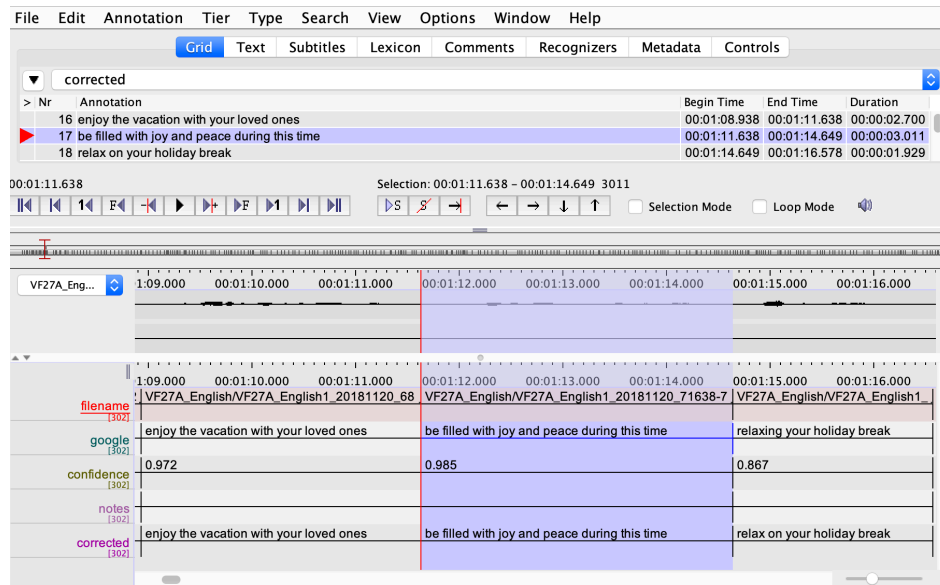 File Edit Annotation Tier Type Search View Options Window Help
Grid Text Subtitles Lexicon Comments Recognizers Metadata Controls
corrected
> Nr Annotation Begin Time End Time Duration
16 enjoy the vacation with your loved ones 00:01:08.938 00:01:11.638 00:00:02.700
17 be filled with joy and peace during this time 00:01:11.638 00:01:14.649 00:00:03.011
18 relax on your holiday break 00:01:14.649 00:01:16.578 00:00:01.929
00:01:11.638 Selection: 00:01:11.638 - 00:01:14.649 3011
1 F F 1 S S Selection Mode Loop Mode
VF27A_Eng... 1:09.000 00:01:10.000 00:01:11.000 00:01:12.000 00:01:13.000 00:01:14.000 00:01:15.000 00:01:16.000
1:09.000 00:01:10.000 00:01:11.000 00:01:12.000 00:01:13.000 00:01:14.000 00:01:15.000 00:01:16.000
filename VF27A_English/VF27A_English1_20181120_68 VF27A_English/VF27A_English1_20181120_71638-7 VF27A_English/VF27A_English1_
[302]
google enjoy the vacation with your loved ones be filled with joy and peace during this time relaxing your holiday break
[302]
confidence 0.972 0.985 0.867
[302]
notes
[302]
corrected enjoy the vacation with your loved ones be filled with joy and peace during this time relax on your holiday break
[302]